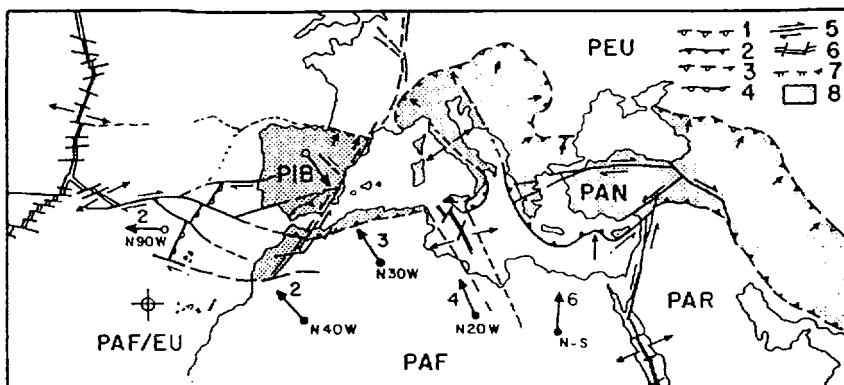 1 5
PEU 2 6
3 7
4 8
PIB
PAN
2
N90W
3
N30W
2
N40W
4
N20W
6
N-S
PAR
PAF/EU
PAF